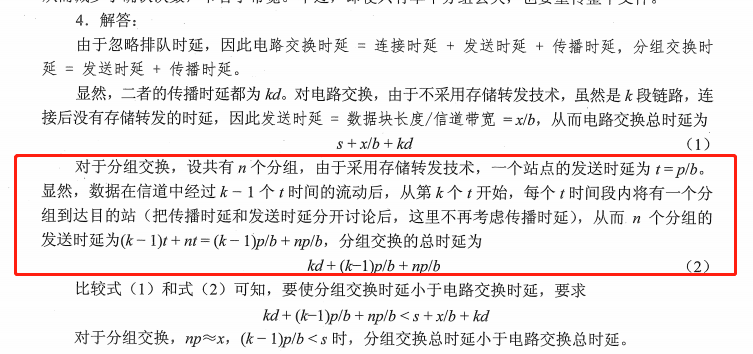 4．解答：
由于忽略排队时延，因此电路交换时延 = 连接时延 + 发送时延 + 传播时延，分组交换时
延 = 发送时延 + 传播时延。
显然，二者的传播时延都为 kd。对电路交换，由于不采用存储转发技术，虽然是 k 段链路，连
接后没有存储转发的时延，因此发送时延 = 数据块长度/信道带宽 = x/b，从而电路交换总时延为
s + x/b + kd （1）
对于分组交换，设共有 n 个分组，由于采用存储转发技术，一个站点的发送时延为 t = p/b。
显然，数据在信道中经过 k − 1 个 t 时间的流动后，从第 k 个 t 开始，每个 t 时间段内将有一个分
组到达目的站（把传播时延和发送时延分开讨论后，这里不再考虑传播时延），从而 n 个分组的
发送时延为(k − 1)t + nt = (k − 1)p/b + np/b，分组交换的总时延为
kd + (k−1)p/b + np/b （2）
比较式（1）和式（2）可知，要使分组交换时延小于电路交换时延，要求
kd + (k−1)p/b + np/b < s + x/b + kd
对于分组交换，np≈x，(k − 1)p/b < s 时，分组交换总时延小于电路交换总时延。